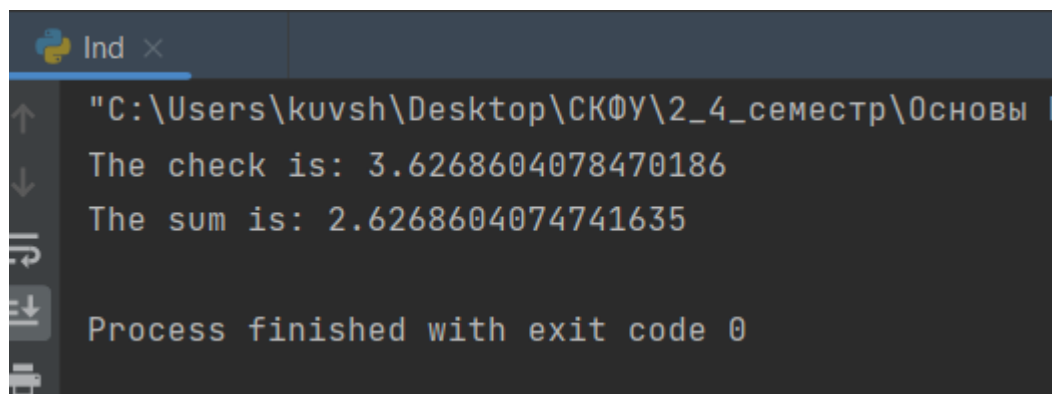 Ind
"C:\Users\kuvsh\Desktop\СКФУ\2_4_семестр\Основы
The check is: 3.6268604078470186
The sum is: 2.6268604074741635
Process finished with exit code 0